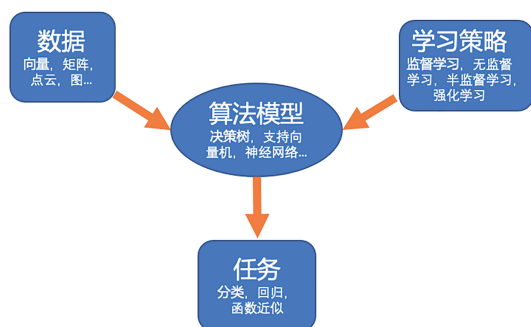 数据
向量，矩阵，
点云，图...
学习策略
监督学习，无监督
学习，半监督学习，
强化学习
算法模型
决策树，支持向
量机，神经网络...
任务
分类，回归，
函数近似